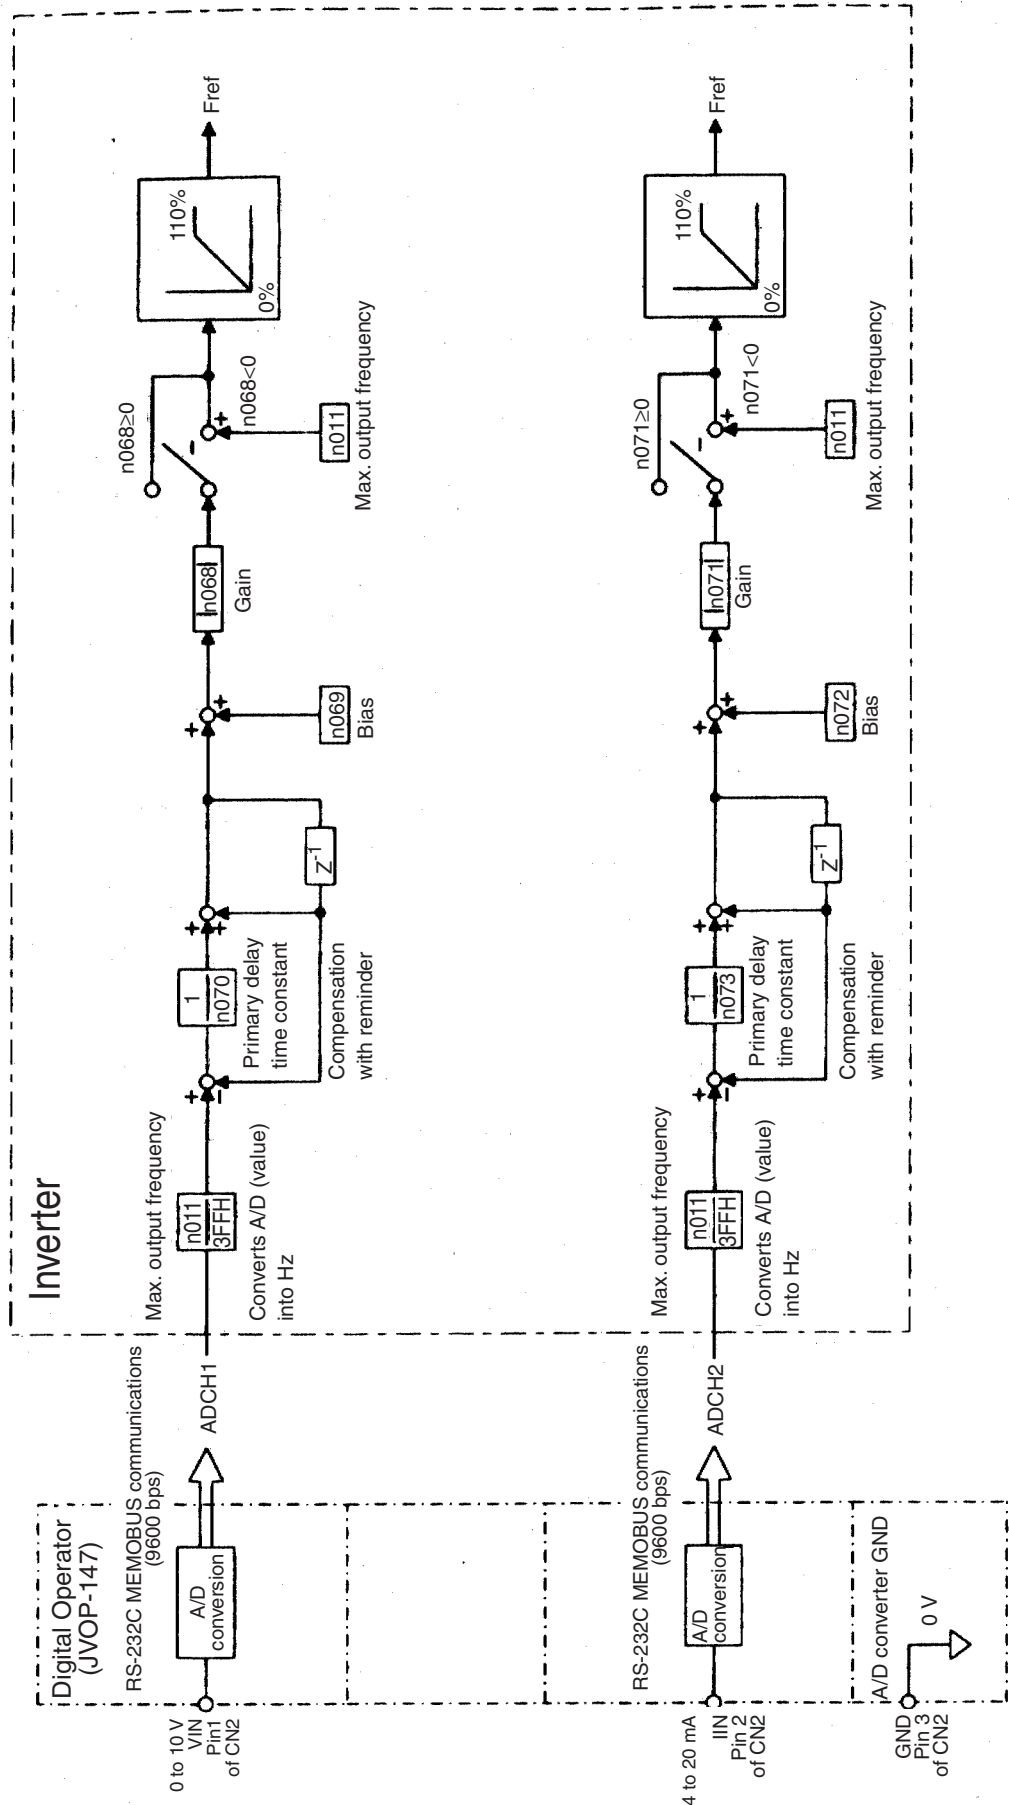 Inverter
Digital Operator
(JVOP-147)
0 to 10 V
VIN
Pin1
of CN2
A/D
conversion
RS-232C MEMOBUS communications
(9600 bps)
ADCH1
Max. output frequency
n011
3FFH
Converts A/D (value)
into Hz
+
−
1
n070
Primary delay
time constant
+
+
Z-1
Compensation
with reminder
+
+
n069
Bias
|n068|
Gain
n068≥0
−
+
n068<0
n011
Max. output frequency
110%
0%
Fref
4 to 20 mA
IIN
Pin 2
of CN2
A/D
conversion
RS-232C MEMOBUS communications
(9600 bps)
ADCH2
Max. output frequency
n011
3FFH
Converts A/D (value)
into Hz
+
−
1
n073
Primary delay
time constant
+
+
Z-1
Compensation
with reminder
+
+
n072
Bias
|n071|
Gain
n071≥0
−
+
n071<0
n011
Max. output frequency
110%
0%
Fref
A/D converter GND
GND
Pin 3
of CN2
0 V